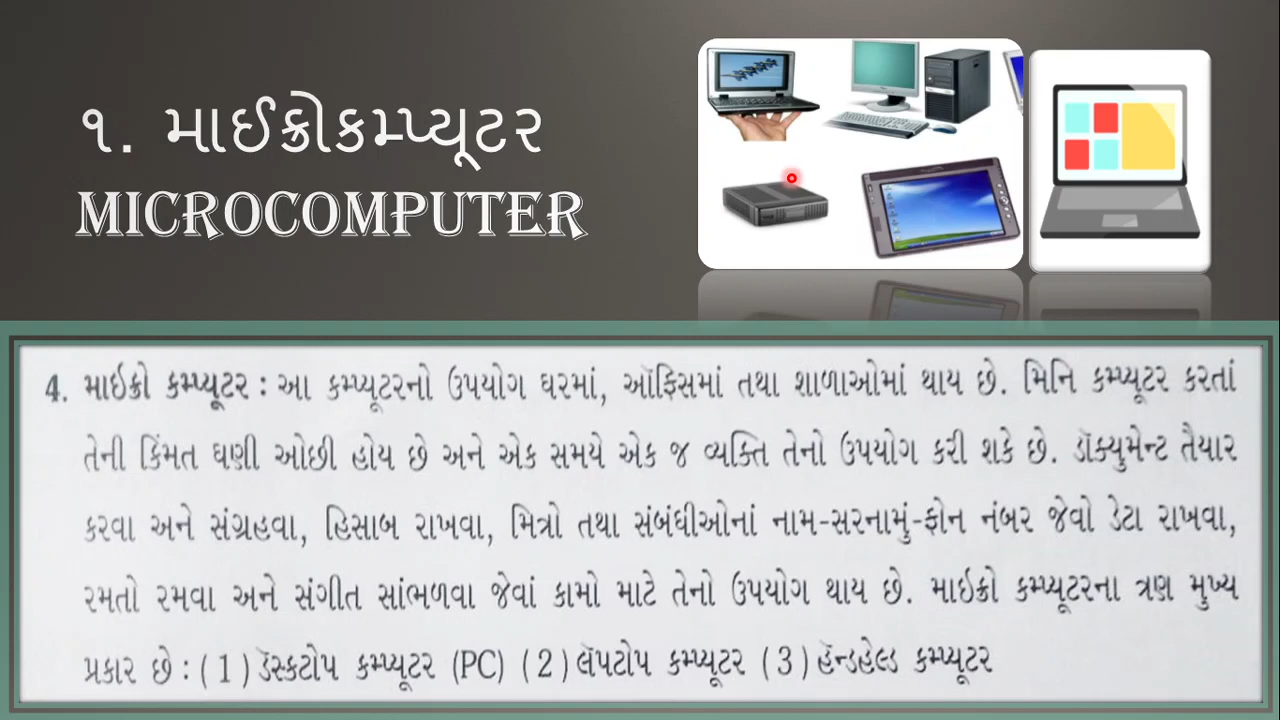 ૧. માઈક્રોકમ્પ્યૂટર
MICROCOMPUTER
4. માઇક્રો કમ્પ્યૂટર : આ કમ્પ્યૂટરનો ઉપયોગ ઘરમાં, ઑફિસમાં તથા શાળાઓમાં થાય છે. મિનિ કમ્પ્યૂટર કરતાં
તેની કિંમત ઘણી ઓછી હોય છે અને એક સમયે એક જ વ્યક્તિ તેનો ઉપયોગ કરી શકે છે. ડૉક્યુમેન્ટ તૈયાર
કરવા અને સંગ્રહવા, હિસાબ રાખવા, મિત્રો તથા સંબંધીઓનાં નામ-સરનામું-ફોન નંબર જેવો ડેટા રાખવા,
રમતો રમવા અને સંગીત સાંભળવા જેવાં કામો માટે તેનો ઉપયોગ થાય છે. માઇક્રો કમ્પ્યૂટરના ત્રણ મુખ્ય
પ્રકાર છે : (1) ડૅસ્કટોપ કમ્પ્યૂટર (PC) (2) લૅપટોપ કમ્પ્યૂટર (3) હૅન્ડહેલ્ડ કમ્પ્યૂટર